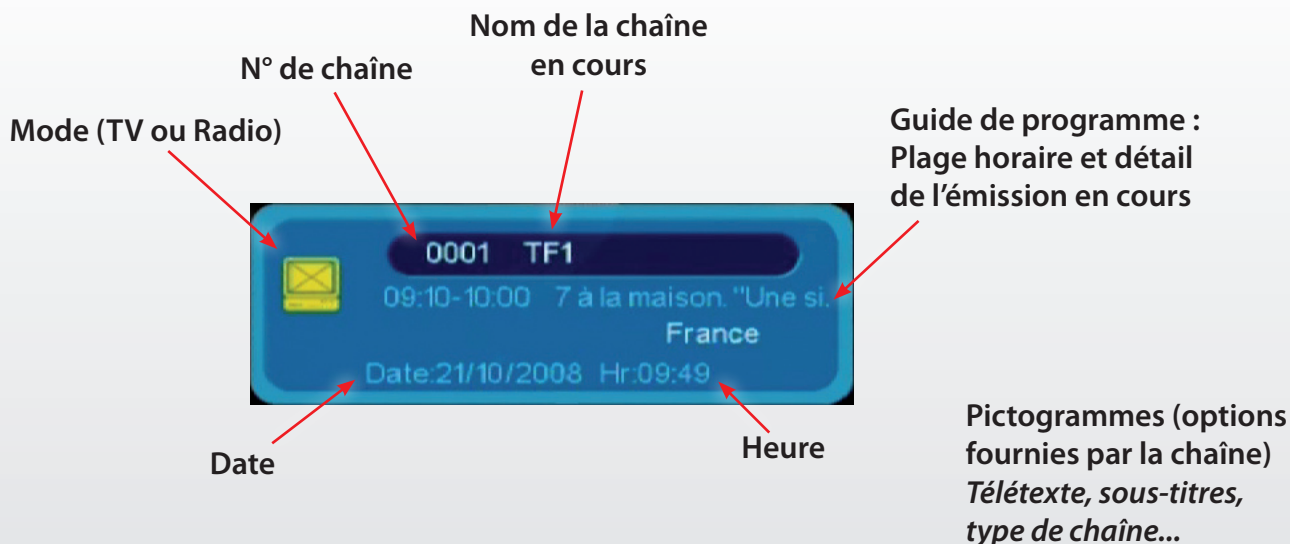 Nom de la chaîne
en cours
N° de chaîne
Mode (TV ou Radio)
Guide de programme :
Plage horaire et détail
de l'émission en cours
0001 TF1
09:10-10:00 7 à la maison. "Une si.
France
Date:21/10/2008 Hr:09:49
Date
Heure
Pictogrammes (options
fournies par la chaîne)
Télétexte, sous-titres,
type de chaîne...